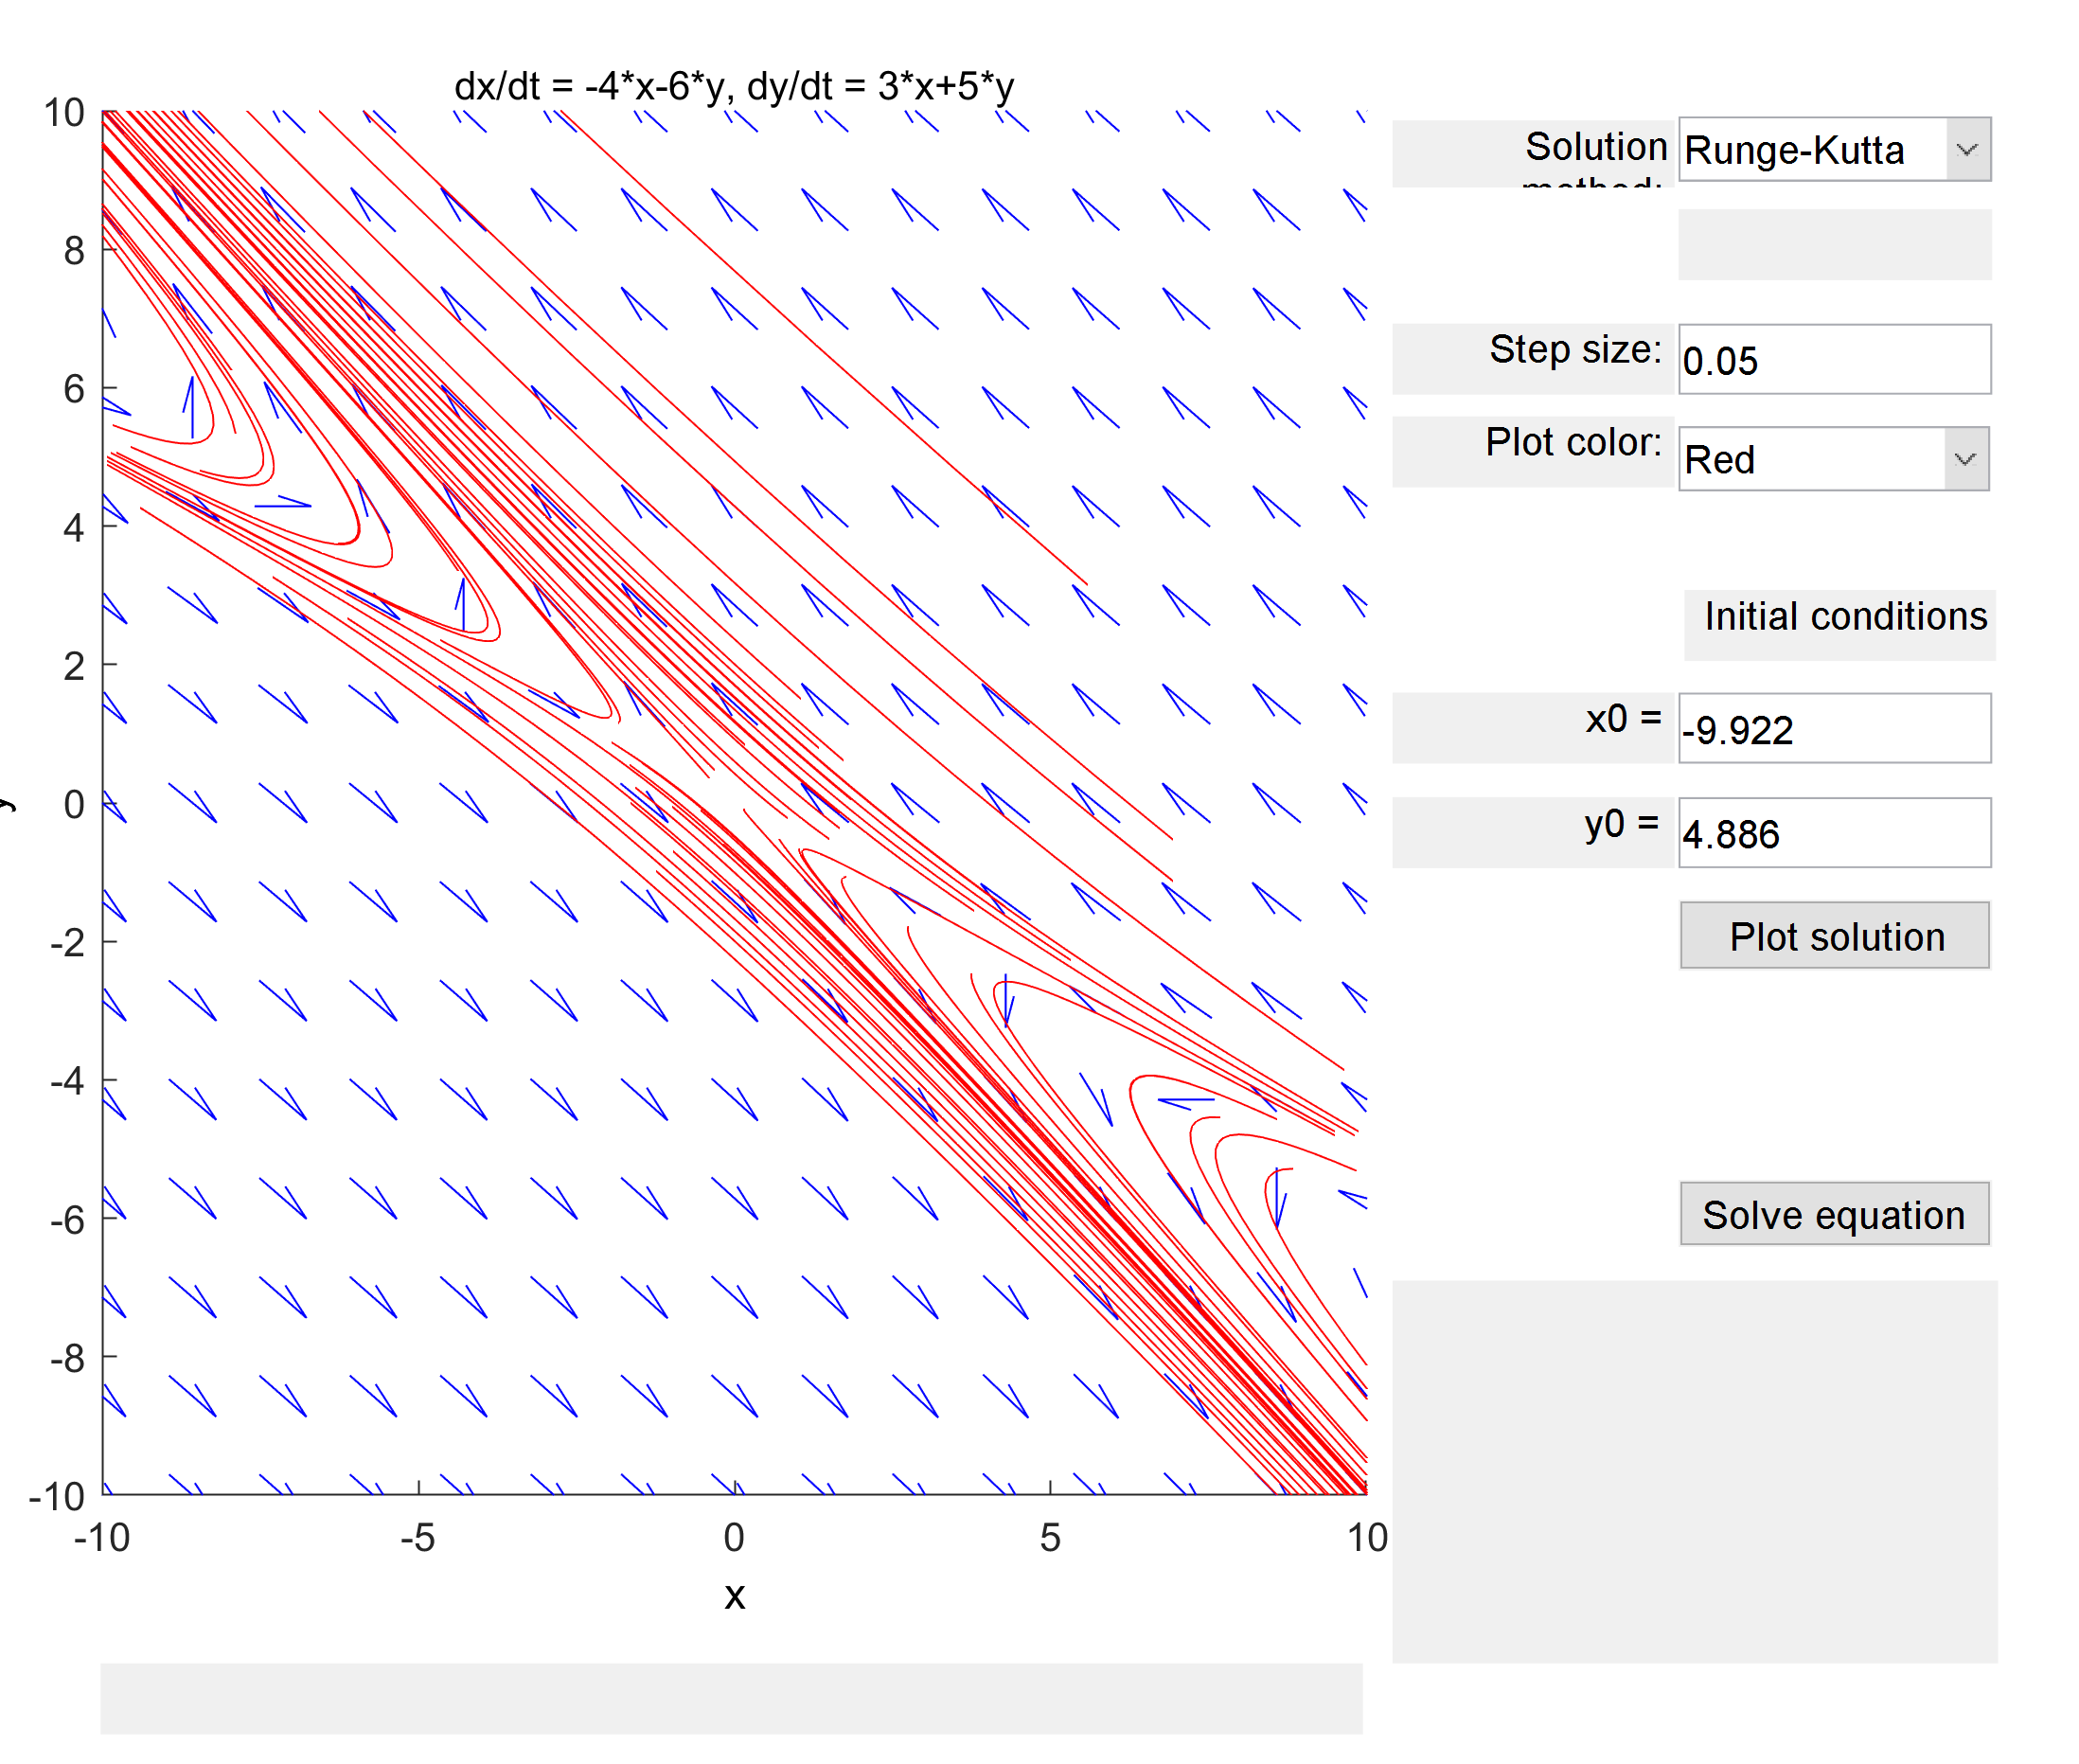 dx/dt = -4*x-6*y, dy/dt = 3*x+5*y
10
8
6
4
2
0
-2
-4
-6
-8
-10
-10
-5
0
5
10
x
y
Solution
method:
Runge-Kutta
Step size:
0.05
Plot color:
Red
Initial conditions
x0 =
-9.922
y0 =
4.886
Plot solution
Solve equation